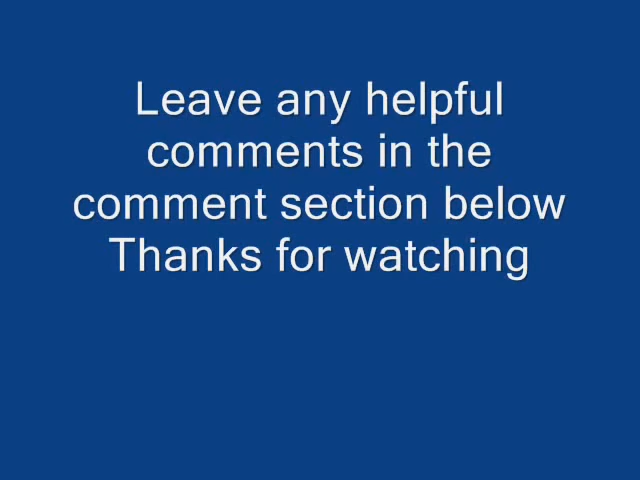 Leave any helpful
comments in the
comment section below
Thanks for watching